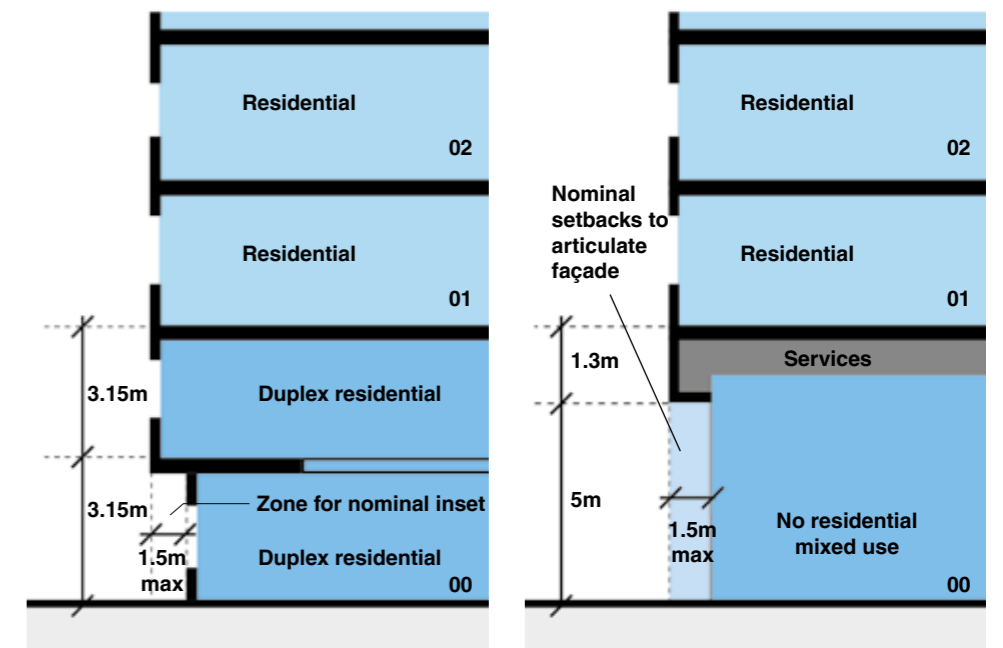 Residential
02
Residential
01
3.15m
Duplex residential
3.15m
Zone for nominal inset
1.5m
max
Duplex residential
00
Residential
02
Nominal
setbacks to
articulate
façade
Residential
01
1.3m
Services
5m
1.5m
max
No residential
mixed use
00